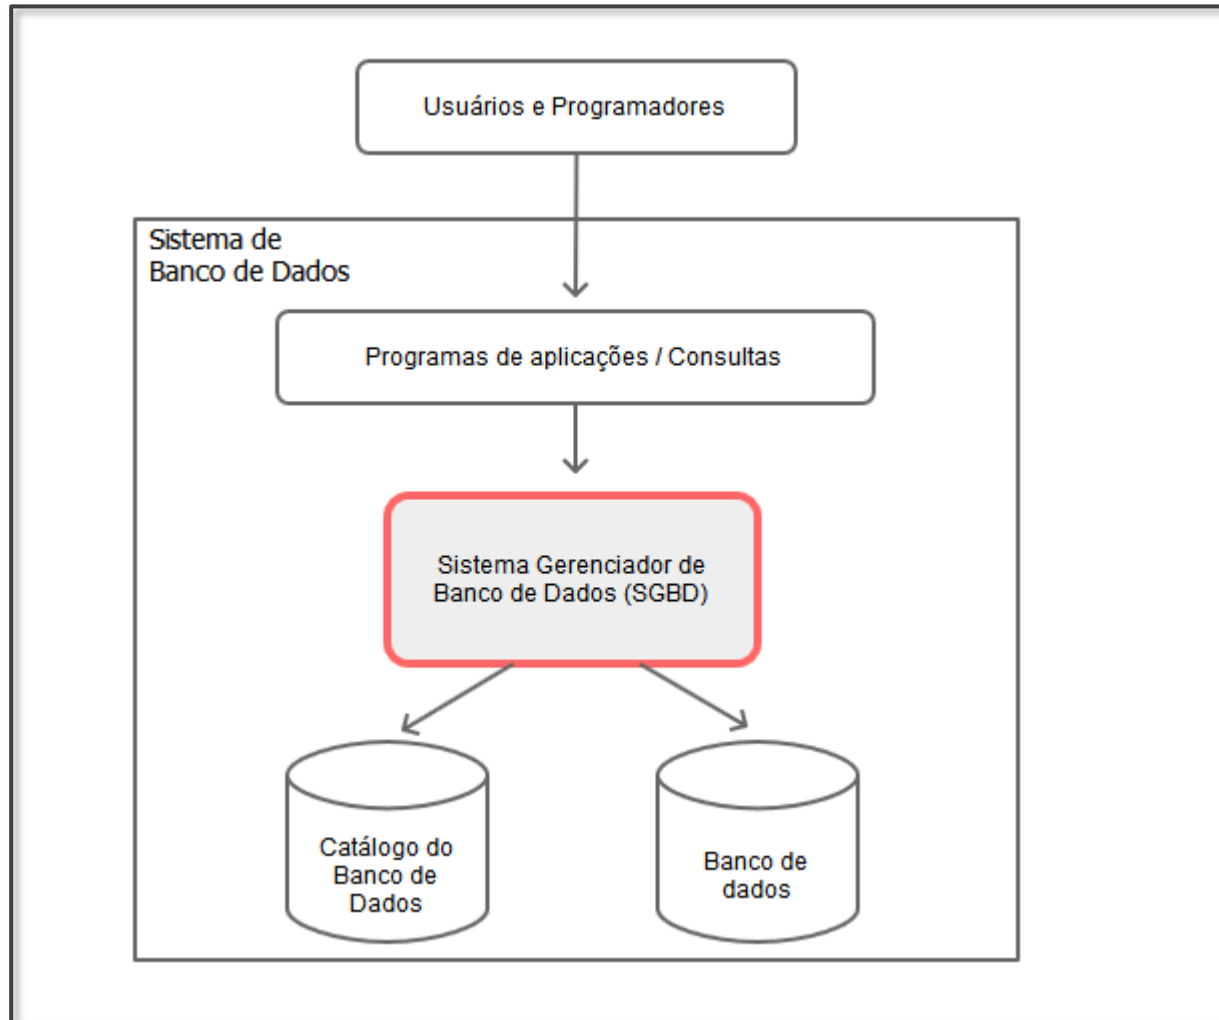 Usuários e Programadores
Sistema de
Banco de Dados
Programas de aplicações / Consultas
Sistema Gerenciador de
Banco de Dados (SGBD)
Catálogo do
Banco de
Dados
Banco de
dados